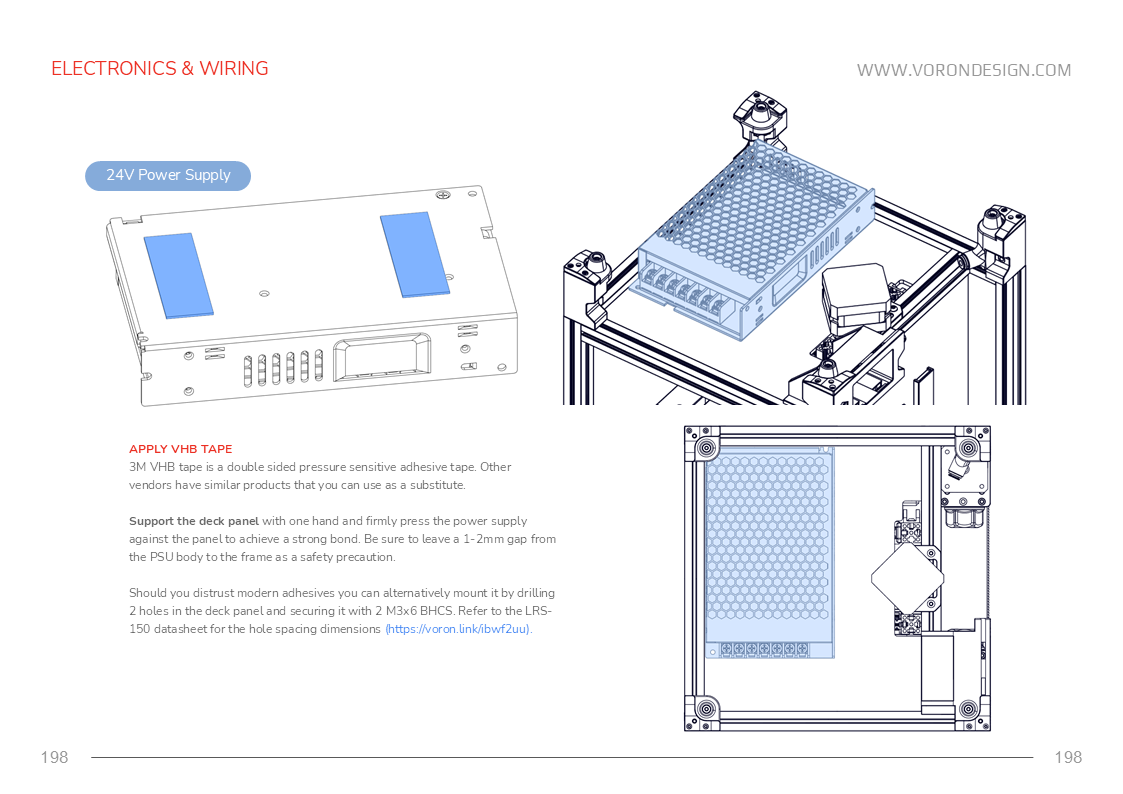 ELECTRONICS & WIRING
WWW.VORONDESIGN.COM
24V Power Supply
APPLY VHB TAPE
3M VHB tape is a double sided pressure sensitive adhesive tape. Other
vendors have similar products that you can use as a substitute.
Support the deck panel with one hand and firmly press the power supply
against the panel to achieve a strong bond. Be sure to leave a 1-2mm gap from
the PSU body to the frame as a safety precaution.
Should you distrust modern adhesives you can alternatively mount it by drilling
2 holes in the deck panel and securing it with 2 M3x6 BHCS. Refer to the LRS-
150 datasheet for the hole spacing dimensions (https://voron.link/ibwf2uu).
198
198